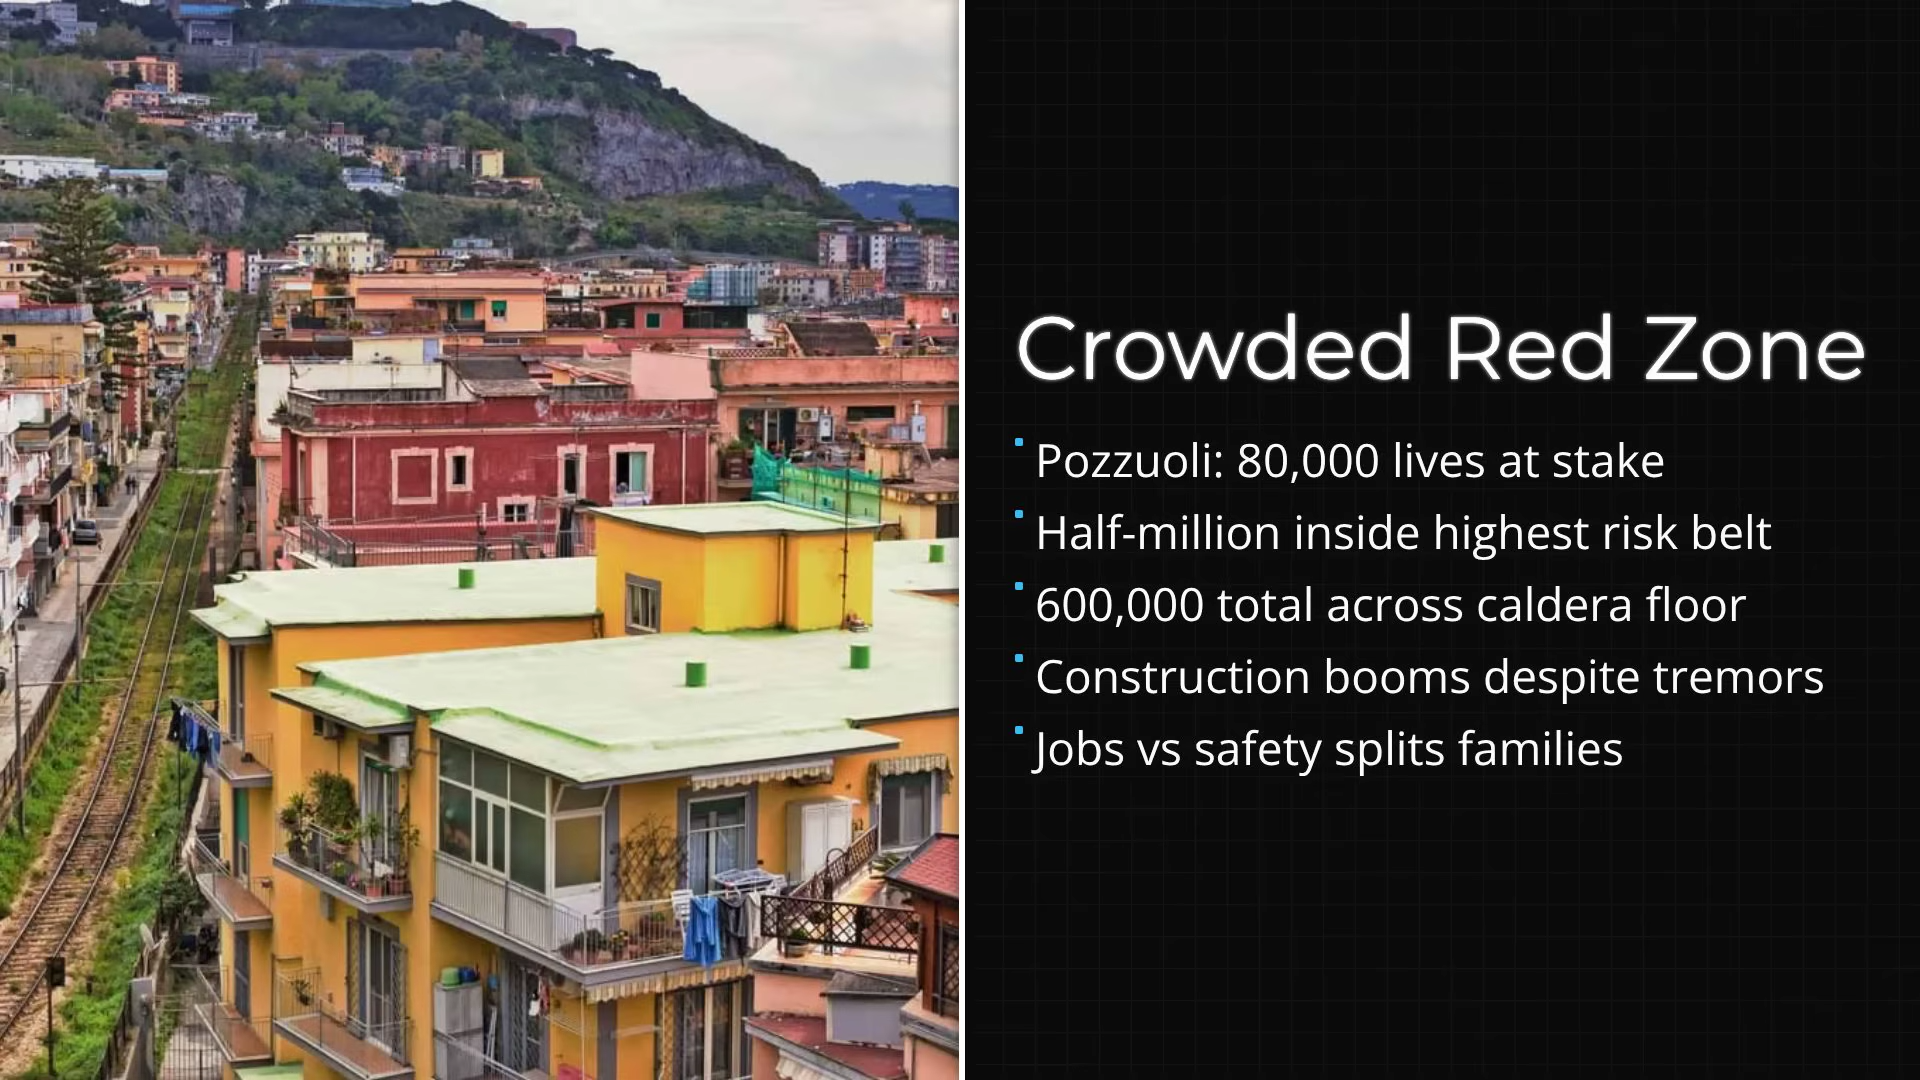 Crowded Red Zone
Pozzuoli: 80,000 lives at stake
Half-million inside highest risk belt
600,000 total across caldera floor
Construction booms despite tremors
Jobs vs safety splits families